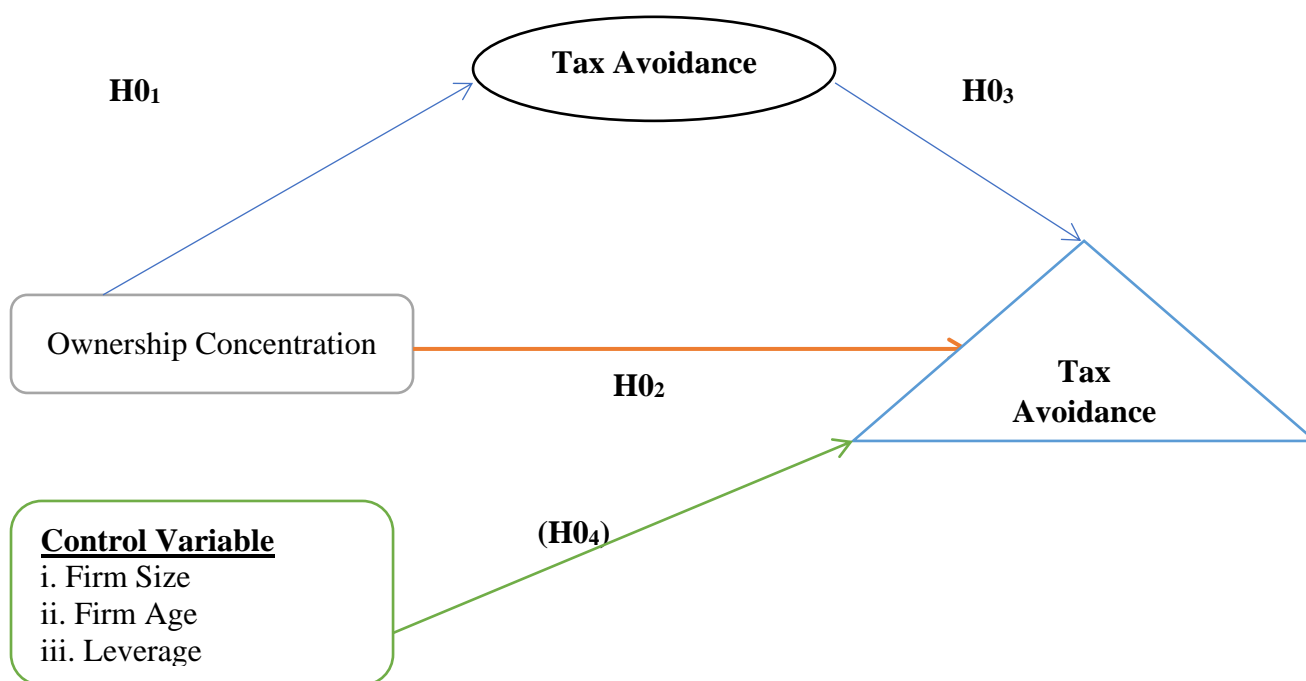 Tax Avoidance
H0₁
H0₃
Ownership Concentration
H0₂
Tax
Avoidance
(H0₄)
Control Variable
i. Firm Size
ii. Firm Age
iii. Leverage